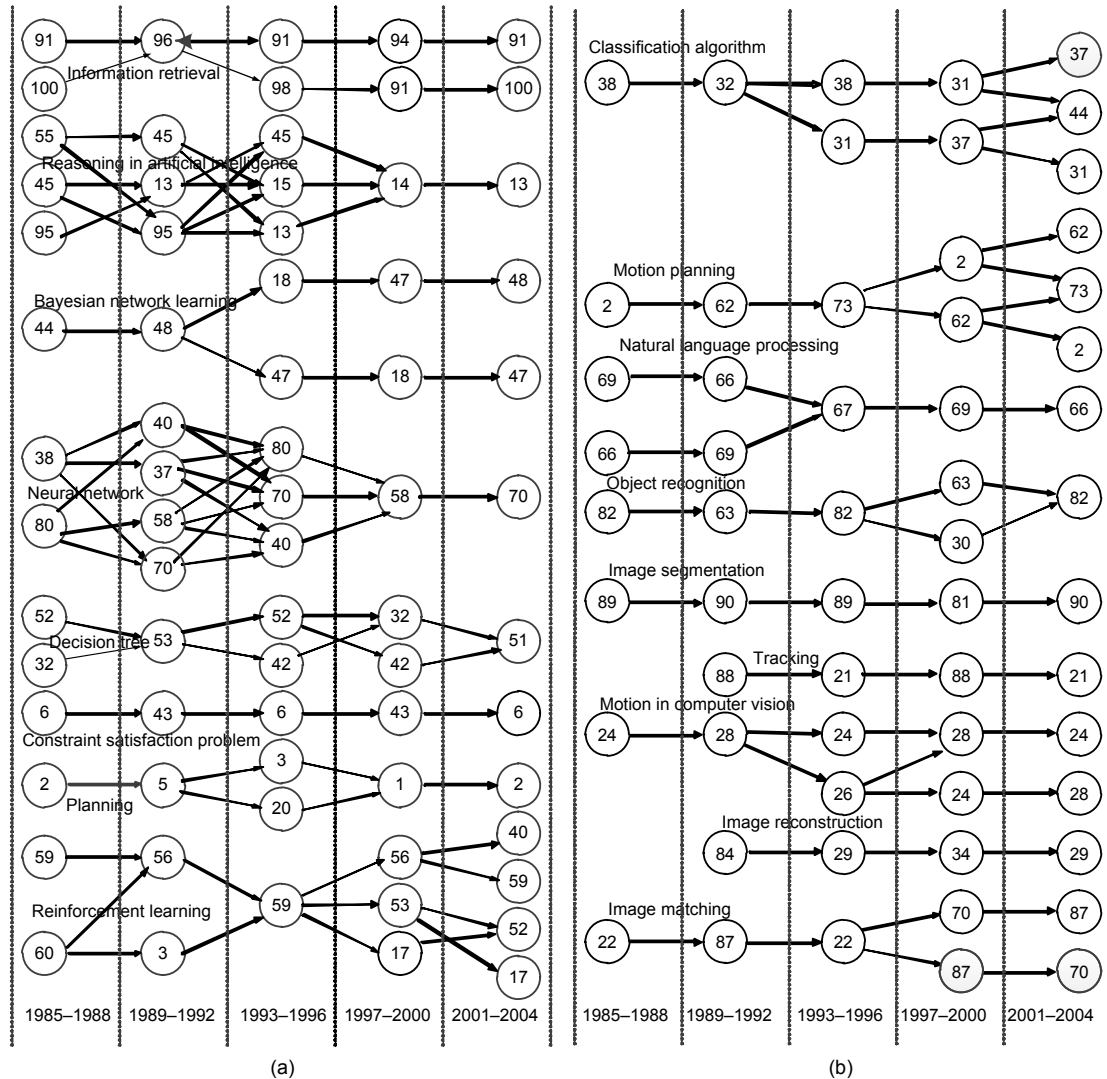 91 96 91 94 91
Information retrieval
100 98 91 100
55 45 45
Reasoning in artificial intelligence
45 13 15 14 13
95 95 13
18 47 48
Bayesian network learning
44 48
47 18 47
40
38 80
37
70 58 70
Neural network
80 58
40
70
52 52 32
Decision tree
53 51
32 42 42
6 43 6 43 6
Constraint satisfaction problem
3
2 5 1 2
Planning
20
40
59 56 56
59
59 53
Reinforcement learning
52
60 3 17
17
1985–1988 1989–1992 1993–1996 1997–2000 2001–2004
(a)
Classification algorithm
37
38 32 38 31
44
31 37
31
62
2
Motion planning
2 62 73 73
62
2
Natural language processing
69 66
67 69 66
66 69
Object recognition
63
82 63 82 82
30
Image segmentation
89 90 89 81 90
Tracking
88 21 88 21
Motion in computer vision
24 28 24 28 24
26 24 28
Image reconstruction
84 29 34 29
70 87
Image matching
22 87 22
87 70
1985–1988 1989–1992 1993–1996 1997–2000 2001–2004
(b)